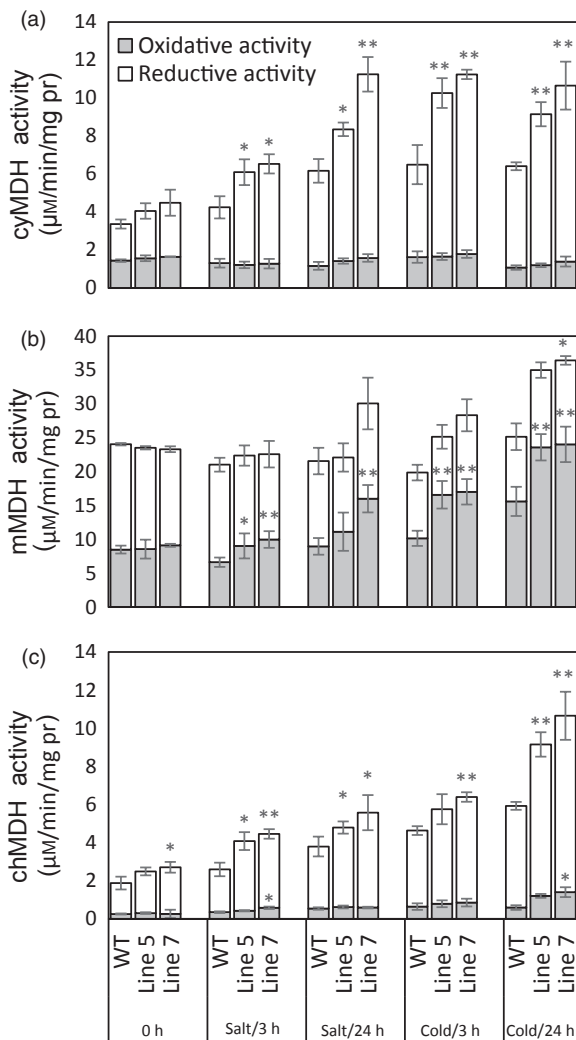 (a)
14
12
10
8
6
4
2
0
cyMDH activity
(µM/min/mg pr)
Oxidative activity
Reductive activity
** ** ** **
* ** **
* *
(b)
40
35
30
25
20
15
10
5
0
mMDH activity
(µM/min/mg pr)
*
* ** ** ** ** ** **
(c)
14
12
10
8
6
4
2
0
chMDH activity
(µM/min/mg pr)
**
**
* * ** * * **
* *
WT Line 5 Line 7 WT Line 5 Line 7 WT Line 5 Line 7 WT Line 5 Line 7 WT Line 5 Line 7
0 h Salt/3 h Salt/24 h Cold/3 h Cold/24 h